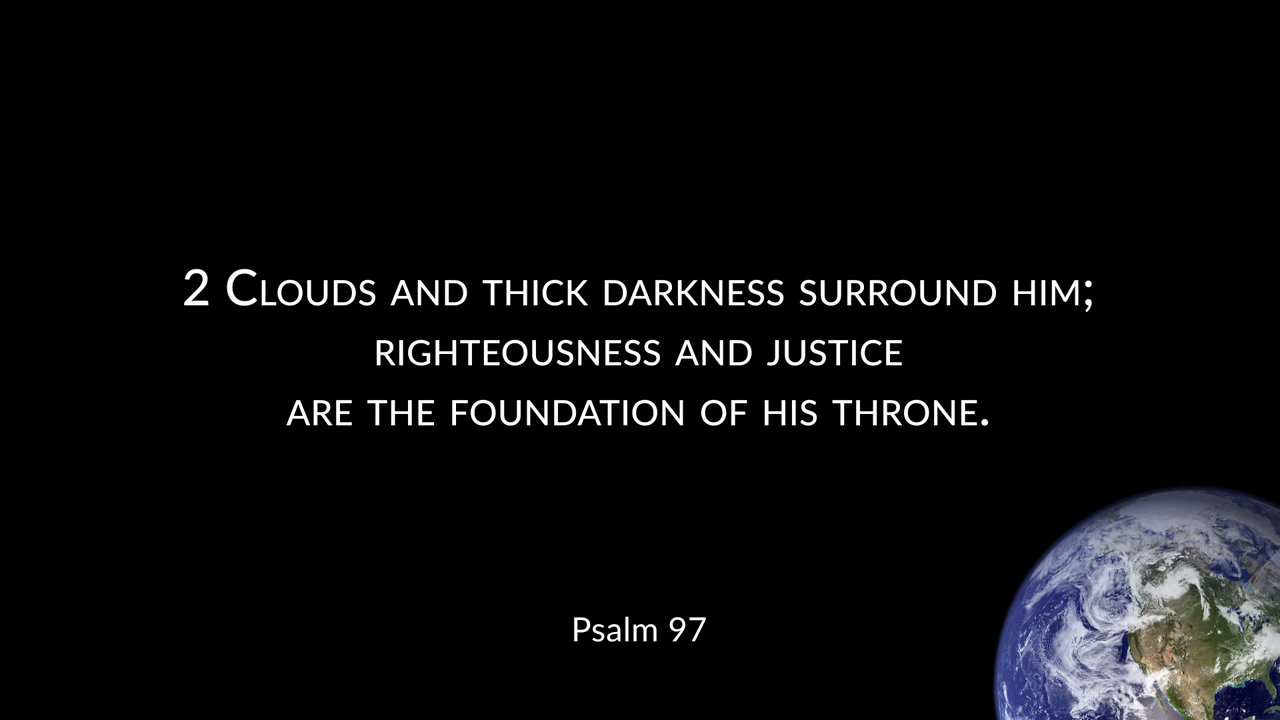 2 Clouds and thick darkness surround him;
righteousness and justice
are the foundation of his throne.
Psalm 97